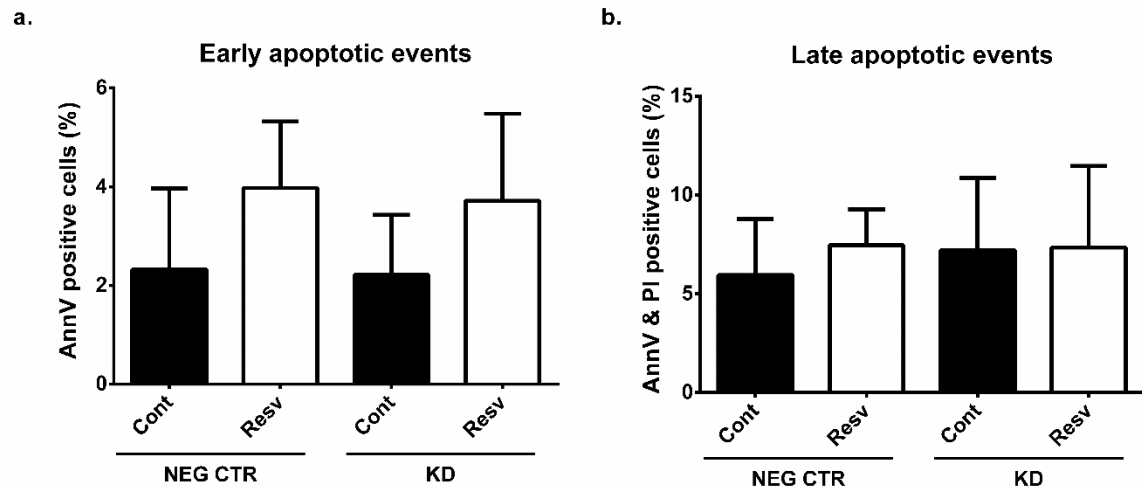 a.
Early apoptotic events
AnnV positive cells (%)
6
4
2
0
Cont
Resv
Cont
Resv
NEG CTR
KD
b.
Late apoptotic events
AnnV & PI positive cells (%)
15
10
5
0
Cont
Resv
Cont
Resv
NEG CTR
KD